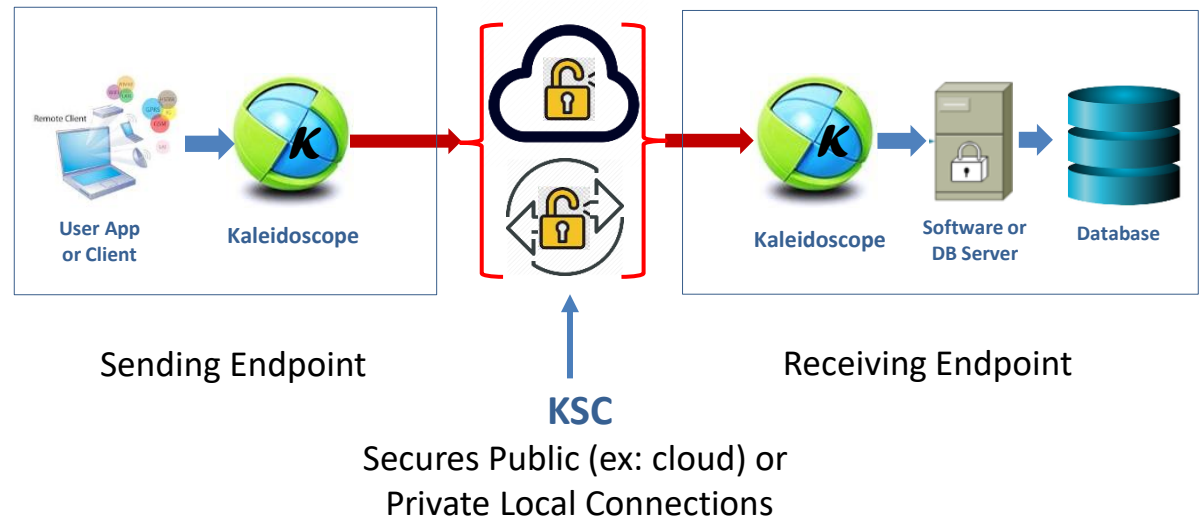 Remote Client
GPRS
K
K
User App
or Client
Kaleidoscope
Kaleidoscope
Software or
DB Server
Database
Sending Endpoint
Receiving Endpoint
KSC
Secures Public (ex: cloud) or
Private Local Connections